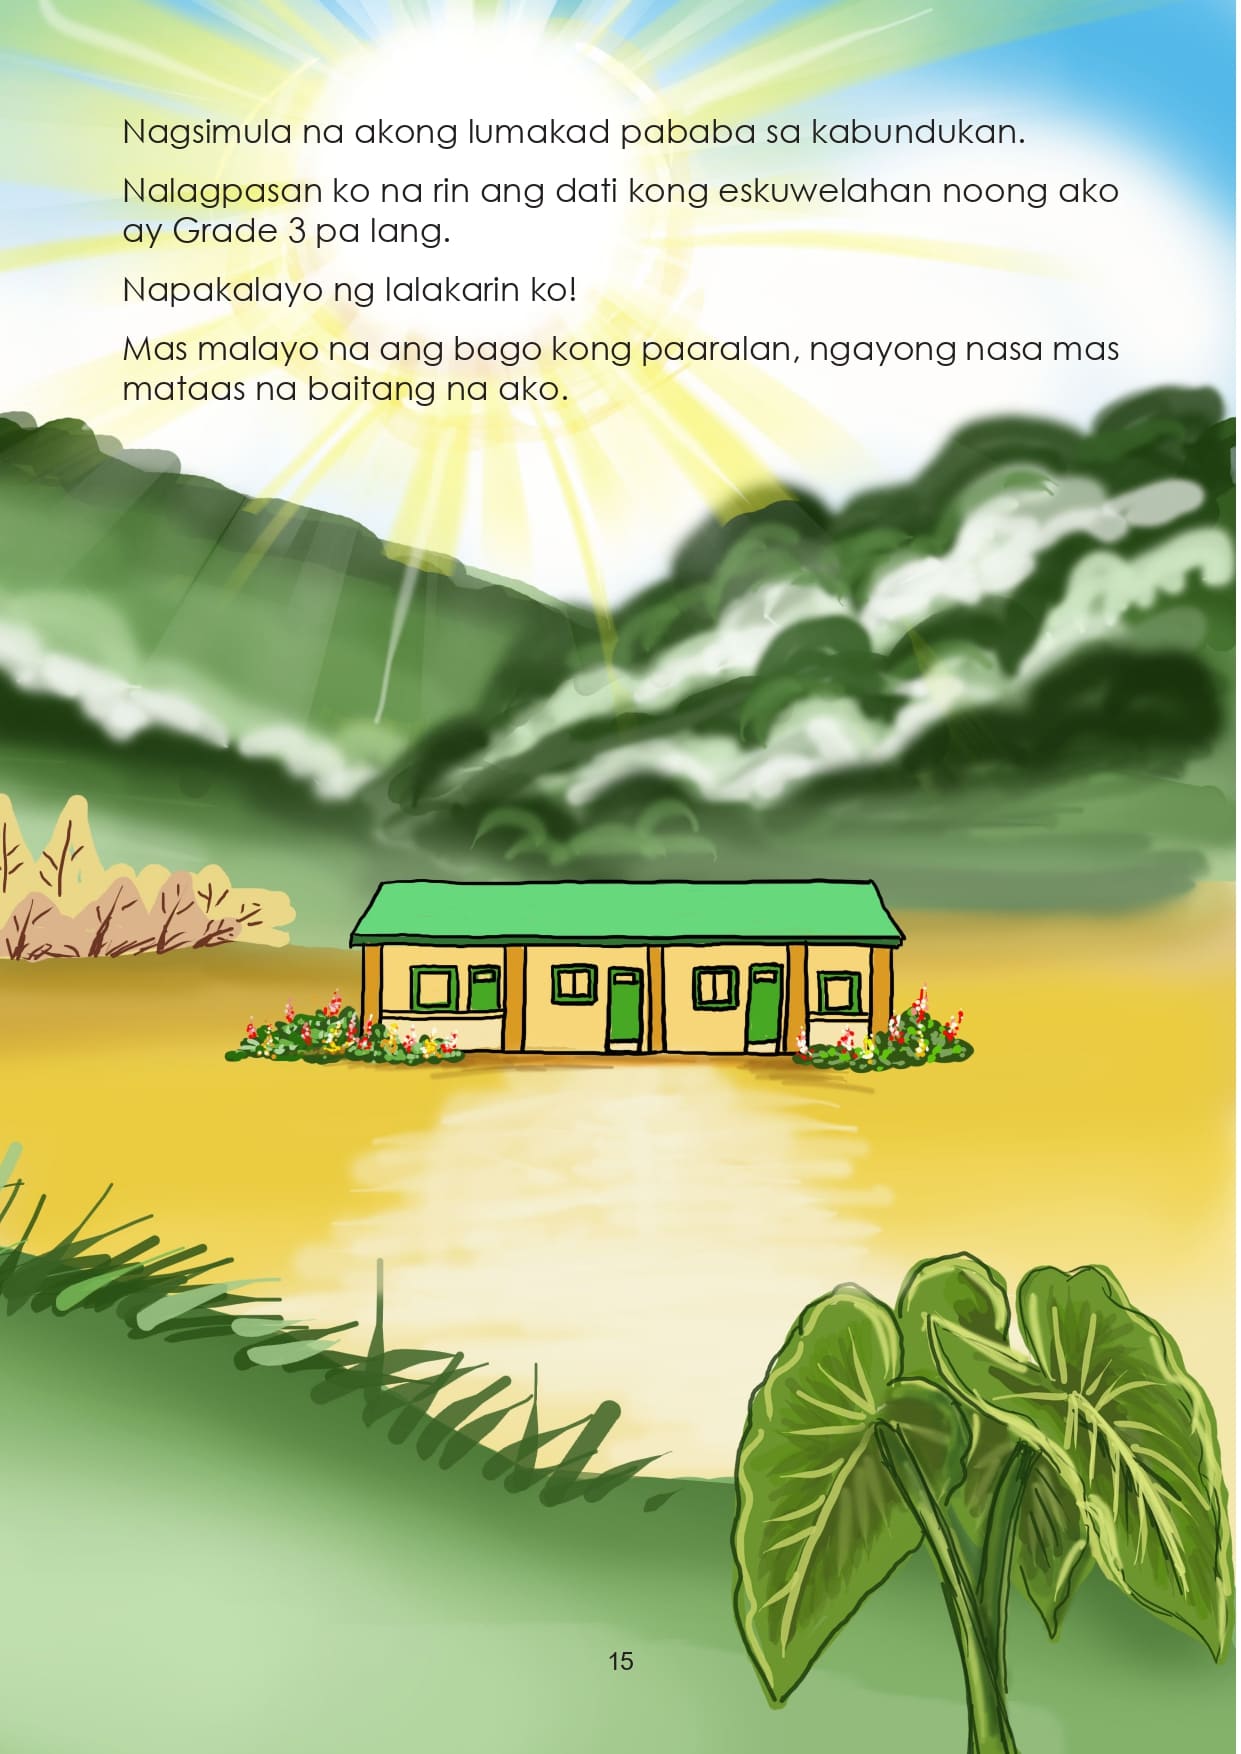 Nagsimula na akong lumakad pababa sa kabundukan.
Nalagpasan ko na rin ang dati kong eskuwelahan noong ako
ay Grade 3 pa lang.
Napakalayo ng lalakarin ko!
Mas malayo na ang bago kong paaralan, ngayong nasa mas
mataas na baitang na ako.
15